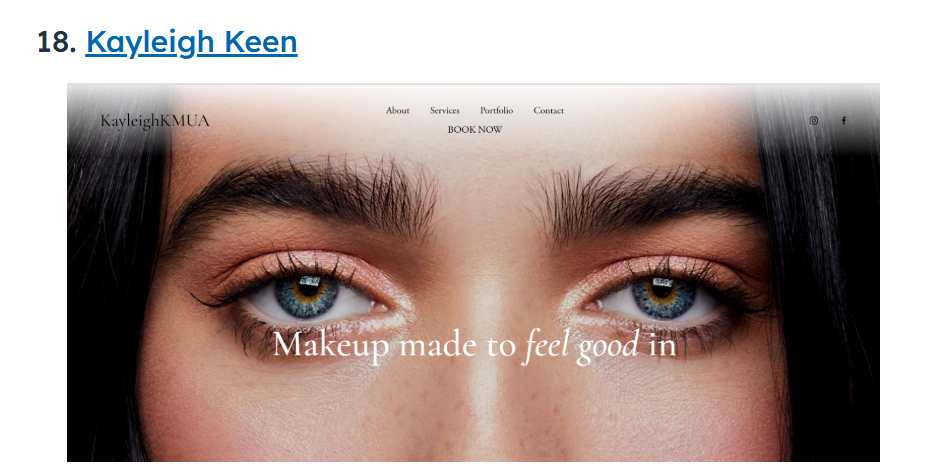 18. Kayleigh Keen
KayleighKMUA
About Services Portfolio Contact
BOOK NOW
Makeup made to feel good in